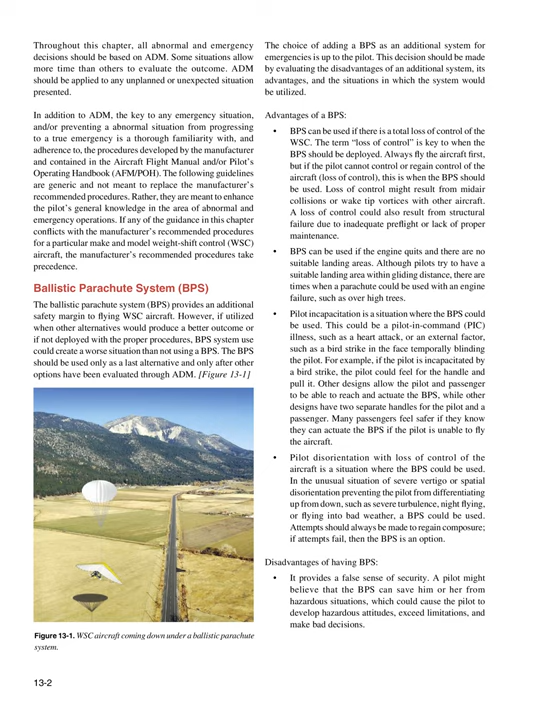 Throughout this chapter, all abnormal and emergency
decisions should be based on ADM. Some situations allow
more time than others to evaluate the outcome. ADM
should be applied to any unplanned or unexpected situation
presented.
In addition to ADM, the key to any emergency situation,
and/or preventing a abnormal situation from progressing
to a true emergency is a thorough familiarity with, and
adherence to, the procedures developed by the manufacturer
and contained in the Aircraft Flight Manual and/or Pilot's
Operating Handbook (AFM/POH). The following guidelines
are generic and not meant to replace the manufacturer's
recommended procedures. Rather, they are meant to enhance
the pilot's general knowledge in the area of abnormal and
emergency operations. If any of the guidance in this chapter
conflicts with the manufacturer's recommended procedures
for a particular make and model weight-shift control (WSC)
aircraft, the manufacturer's recommended procedures take
precedence.
Ballistic Parachute System (BPS)
The ballistic parachute system (BPS) provides an additional
safety margin to flying WSC aircraft. However, if utilized
when other alternatives would produce a better outcome or
if not deployed with the proper procedures, BPS system use
could create a worse situation than not using a BPS. The BPS
should be used only as a last alternative and only after other
options have been evaluated through ADM. [Figure 13-1]
Figure 13-1. WSC aircraft coming down under a ballistic parachute
system.
The choice of adding a BPS as an additional system for
emergencies is up to the pilot. This decision should be made
by evaluating the disadvantages of an additional system, its
advantages, and the situations in which the system would
be utilized.
Advantages of a BPS:
• BPS can be used if there is a total loss of control of the
WSC. The term "loss of control" is key to when the
BPS should be deployed. Always fly the aircraft first,
but if the pilot cannot control or regain control of the
aircraft (loss of control), this is when the BPS should
be used. Loss of control might result from midair
collisions or wake tip vortices with other aircraft.
A loss of control could also result from structural
failure due to inadequate preflight or lack of proper
maintenance.
• BPS can be used if the engine quits and there are no
suitable landing areas. Although pilots try to have a
suitable landing area within gliding distance, there are
times when a parachute could be used with an engine
failure, such as over high trees.
• Pilot incapacitation is a situation where the BPS could
be used. This could be a pilot-in-command (PIC)
illness, such as a heart attack, or an external factor,
such as a bird strike in the face temporally blinding
the pilot. For example, if the pilot is incapacitated by
a bird strike, the pilot could feel for the handle and
pull it. Other designs allow the pilot and passenger
to be able to reach and actuate the BPS, while other
designs have two separate handles for the pilot and a
passenger. Many passengers feel safer if they know
they can actuate the BPS if the pilot is unable to fly
the aircraft.
• Pilot disorientation with loss of control of the
aircraft is a situation where the BPS could be used.
In the unusual situation of severe vertigo or spatial
disorientation preventing the pilot from differentiating
up from down, such as severe turbulence, night flying,
or flying into bad weather, a BPS could be used.
Attempts should always be made to regain composure;
if attempts fail, then the BPS is an option.
Disadvantages of having BPS:
• It provides a false sense of security. A pilot might
believe that the BPS can save him or her from
hazardous situations, which could cause the pilot to
develop hazardous attitudes, exceed limitations, and
make bad decisions.
13-2